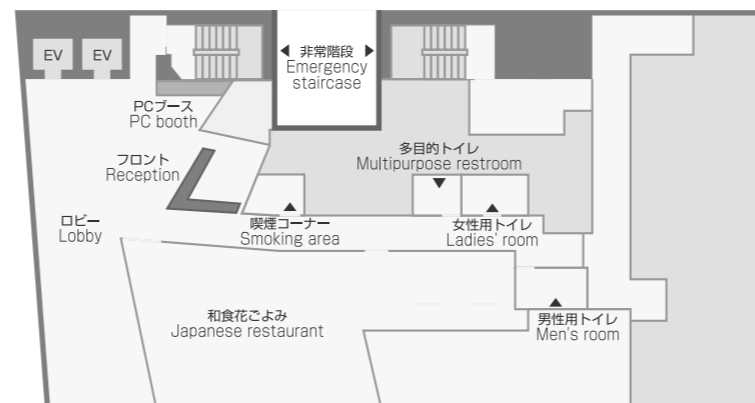 EV
EV
◀ 非常階段 ▶
Emergency
staircase
PCブース
PC booth
多目的トイレ
Multipurpose restroom
▼
フロント
Reception
▲
▲
ロビー
Lobby
喫煙コーナー
Smoking area
女性用トイレ
Ladies' room
▲
和食花ごよみ
Japanese restaurant
男性用トイレ
Men's room